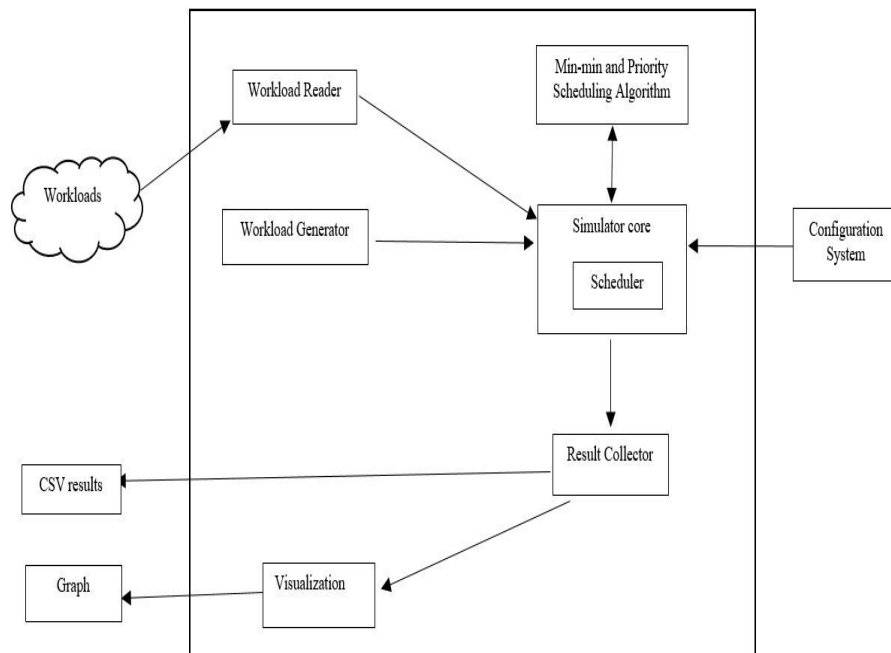 Workload Reader
Min-min and Priority
Scheduling Algorithm
Workloads
Workload Generator
Simulator core
Scheduler
Configuration
System
Result Collector
CSV results
Visualization
Graph